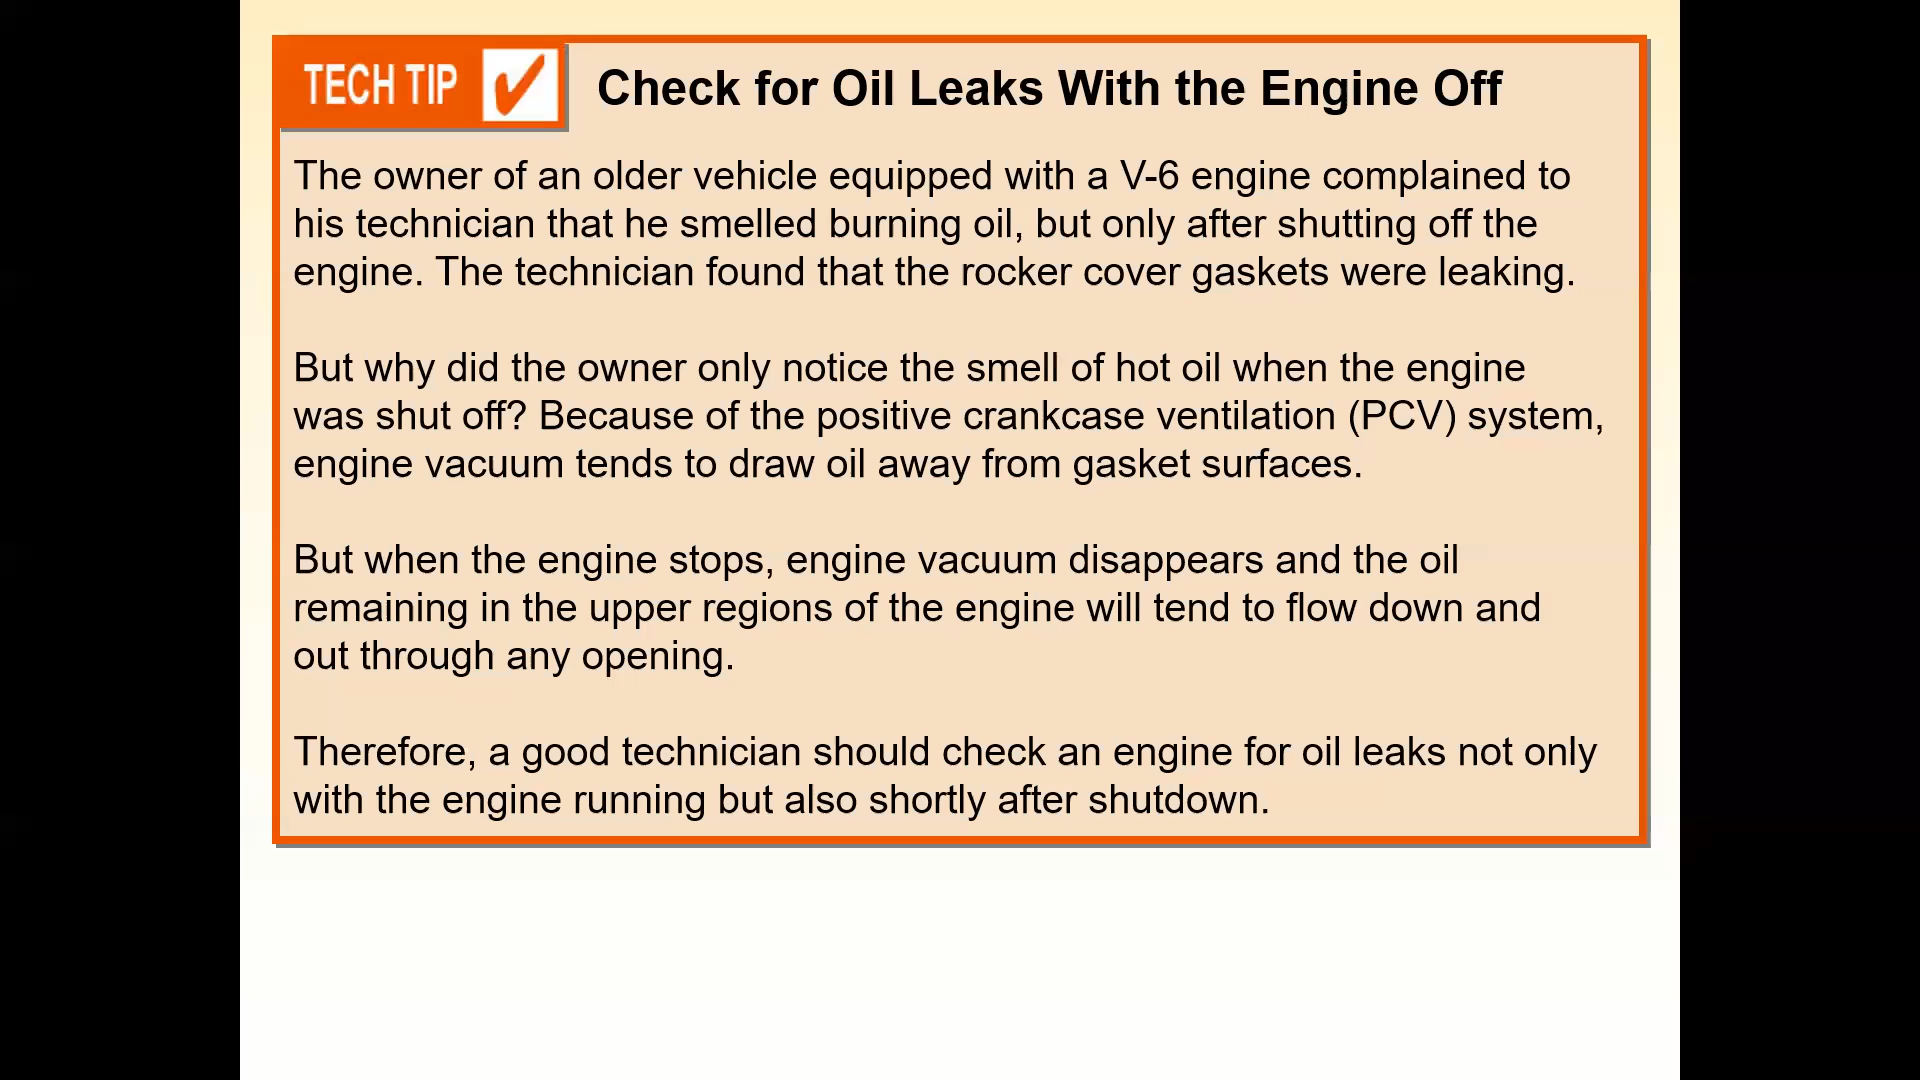 TECH TIP
Check for Oil Leaks With the Engine Off
The owner of an older vehicle equipped with a V-6 engine complained to
his technician that he smelled burning oil, but only after shutting off the
engine. The technician found that the rocker cover gaskets were leaking.
But why did the owner only notice the smell of hot oil when the engine
was shut off? Because of the positive crankcase ventilation (PCV) system,
engine vacuum tends to draw oil away from gasket surfaces.
But when the engine stops, engine vacuum disappears and the oil
remaining in the upper regions of the engine will tend to flow down and
out through any opening.
Therefore, a good technician should check an engine for oil leaks not only
with the engine running but also shortly after shutdown.